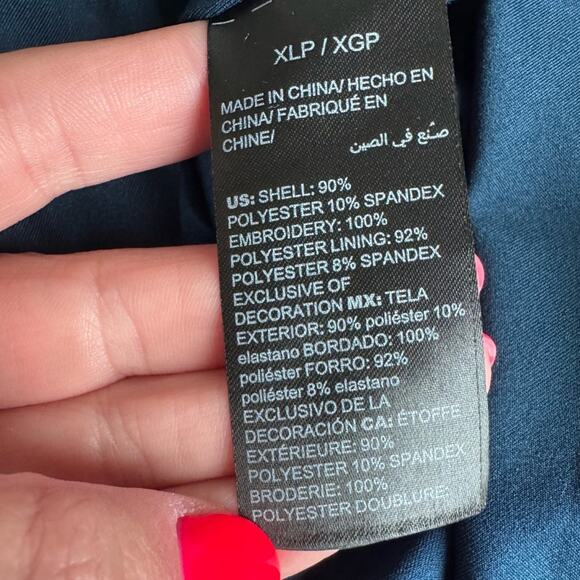 XLP / XGP
MADE IN CHINA/ HECHO EN
CHINA/ FABRIQUÉ EN
CHINE/
صنع في الصين
US: SHELL: 90%
POLYESTER 10% SPANDEX
EMBROIDERY: 100%
POLYESTER LINING: 92%
POLYESTER 8% SPANDEX
EXCLUSIVE OF
DECORATION MX: TELA
EXTERIOR: 90% poliéster 10%
elastano BORDADO: 100%
poliéster FORRO: 92%
poliéster 8% elastano
EXCLUSIVO DE LA
DECORACIÓN CA: ÉTOFFE
EXTÉRIEURE: 90%
POLYESTER 10% SPANDEX
BRODERIE: 100%
POLYESTER DOUBLURE: